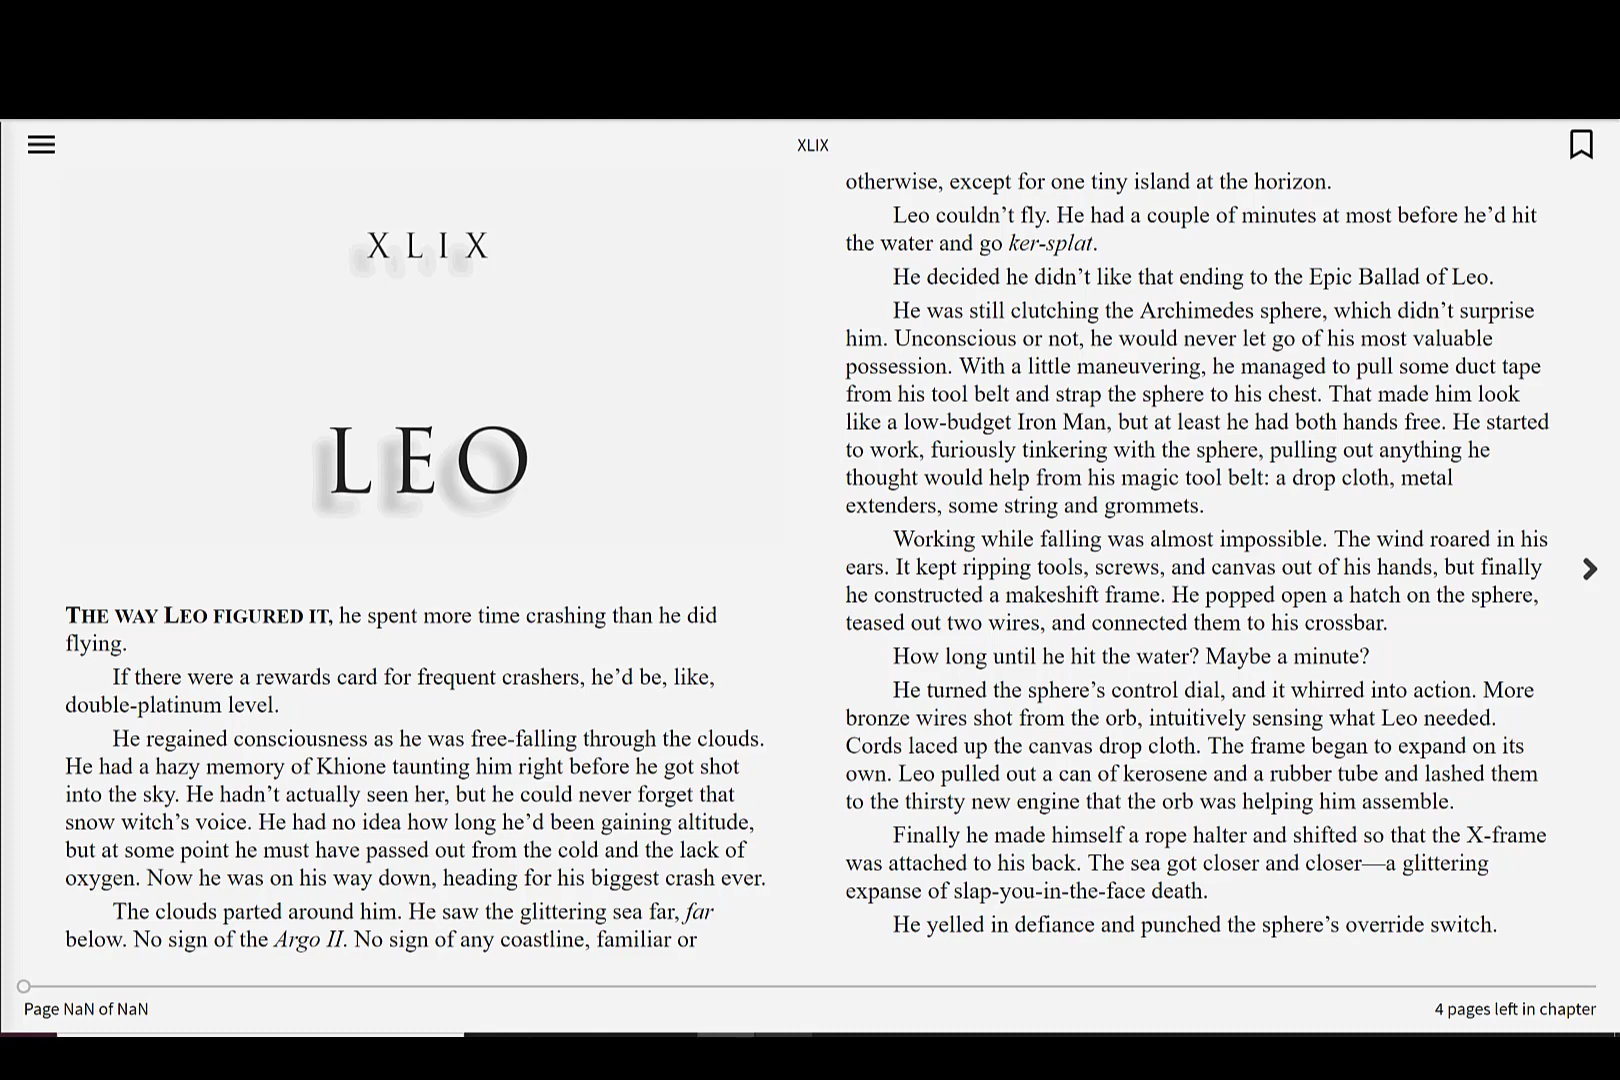 XLIX
XLIX
LEO
THE WAY LEO FIGURED IT, he spent more time crashing than he did
flying.
If there were a rewards card for frequent crashers, he’d be, like,
double-platinum level.
He regained consciousness as he was free-falling through the clouds.
He had a hazy memory of Khione taunting him right before he got shot
into the sky. He hadn’t actually seen her, but he could never forget that
snow witch’s voice. He had no idea how long he’d been gaining altitude,
but at some point he must have passed out from the cold and the lack of
oxygen. Now he was on his way down, heading for his biggest crash ever.
The clouds parted around him. He saw the glittering sea far, far
below. No sign of the Argo II. No sign of any coastline, familiar or
otherwise, except for one tiny island at the horizon.
Leo couldn’t fly. He had a couple of minutes at most before he’d hit
the water and go ker-splat.
He decided he didn’t like that ending to the Epic Ballad of Leo.
He was still clutching the Archimedes sphere, which didn’t surprise
him. Unconscious or not, he would never let go of his most valuable
possession. With a little maneuvering, he managed to pull some duct tape
from his tool belt and strap the sphere to his chest. That made him look
like a low-budget Iron Man, but at least he had both hands free. He started
to work, furiously tinkering with the sphere, pulling out anything he
thought would help from his magic tool belt: a drop cloth, metal
extenders, some string and grommets.
Working while falling was almost impossible. The wind roared in his
ears. It kept ripping tools, screws, and canvas out of his hands, but finally
he constructed a makeshift frame. He popped open a hatch on the sphere,
teased out two wires, and connected them to his crossbar.
How long until he hit the water? Maybe a minute?
He turned the sphere’s control dial, and it whirred into action. More
bronze wires shot from the orb, intuitively sensing what Leo needed.
Cords laced up the canvas drop cloth. The frame began to expand on its
own. Leo pulled out a can of kerosene and a rubber tube and lashed them
to the thirsty new engine that the orb was helping him assemble.
Finally he made himself a rope halter and shifted so that the X-frame
was attached to his back. The sea got closer and closer—a glittering
expanse of slap-you-in-the-face death.
He yelled in defiance and punched the sphere’s override switch.
Page NaN of NaN
4 pages left in chapter